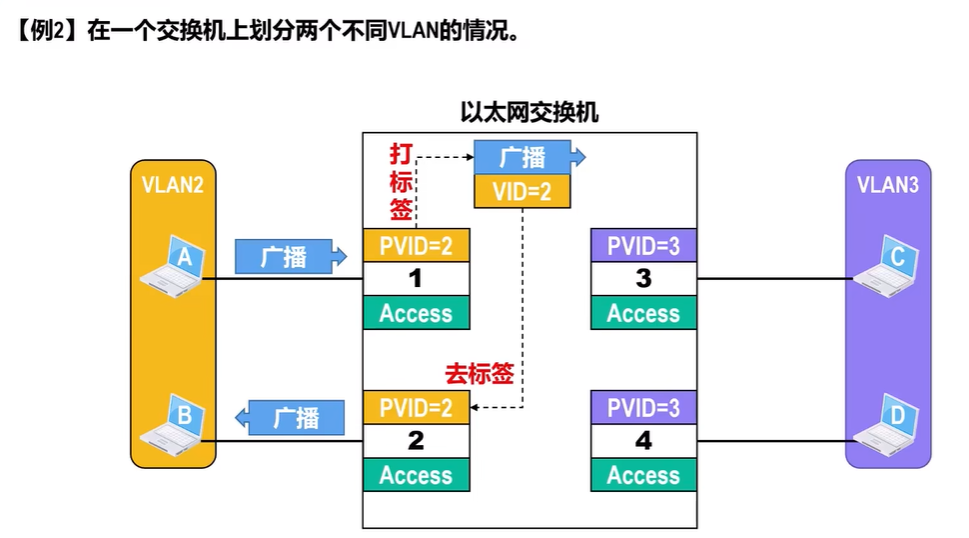 【例2】在一个交换机上划分两个不同VLAN的情况。
以太网交换机
打标签
广播
VID=2
VLAN2
VLAN3
A
广播
PVID=2
1
Access
PVID=3
3
Access
C
去标签
B
广播
PVID=2
2
Access
PVID=3
4
Access
D